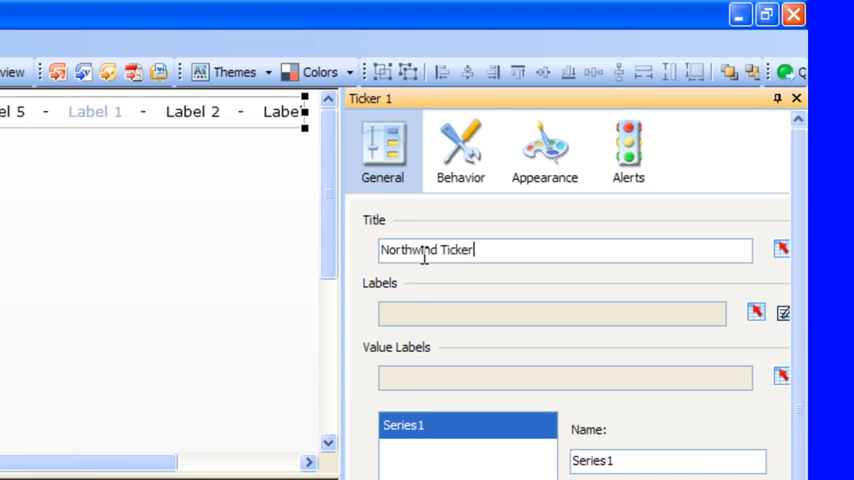 view Themes Colors
el 5 - Label 1 - Label 2 - Labe
Ticker 1
General Behavior Appearance Alerts
Title
Northwind Ticker
Labels
Value Labels
Series1
Name:
Series1